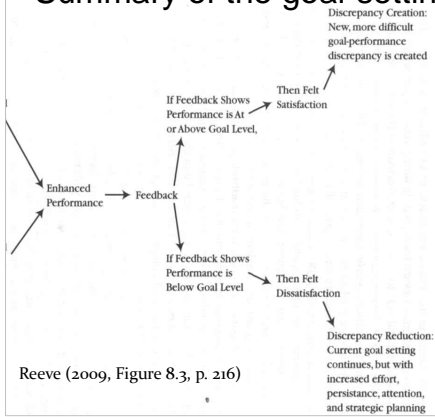 Summary of the goal setting
Discrepancy Creation:
New, more difficult
goal-performance
discrepancy is created
Then Felt
Satisfaction
If Feedback Shows
Performance is At
or Above Goal Level,
Enhanced
Performance
Feedback
If Feedback Shows
Performance is
Below Goal Level
Then Felt
Dissatisfaction
Discrepancy Reduction:
Current goal setting
continues, but with
increased effort,
persistance, attention,
and strategic planning
Reeve (2009, Figure 8.3, p. 216)